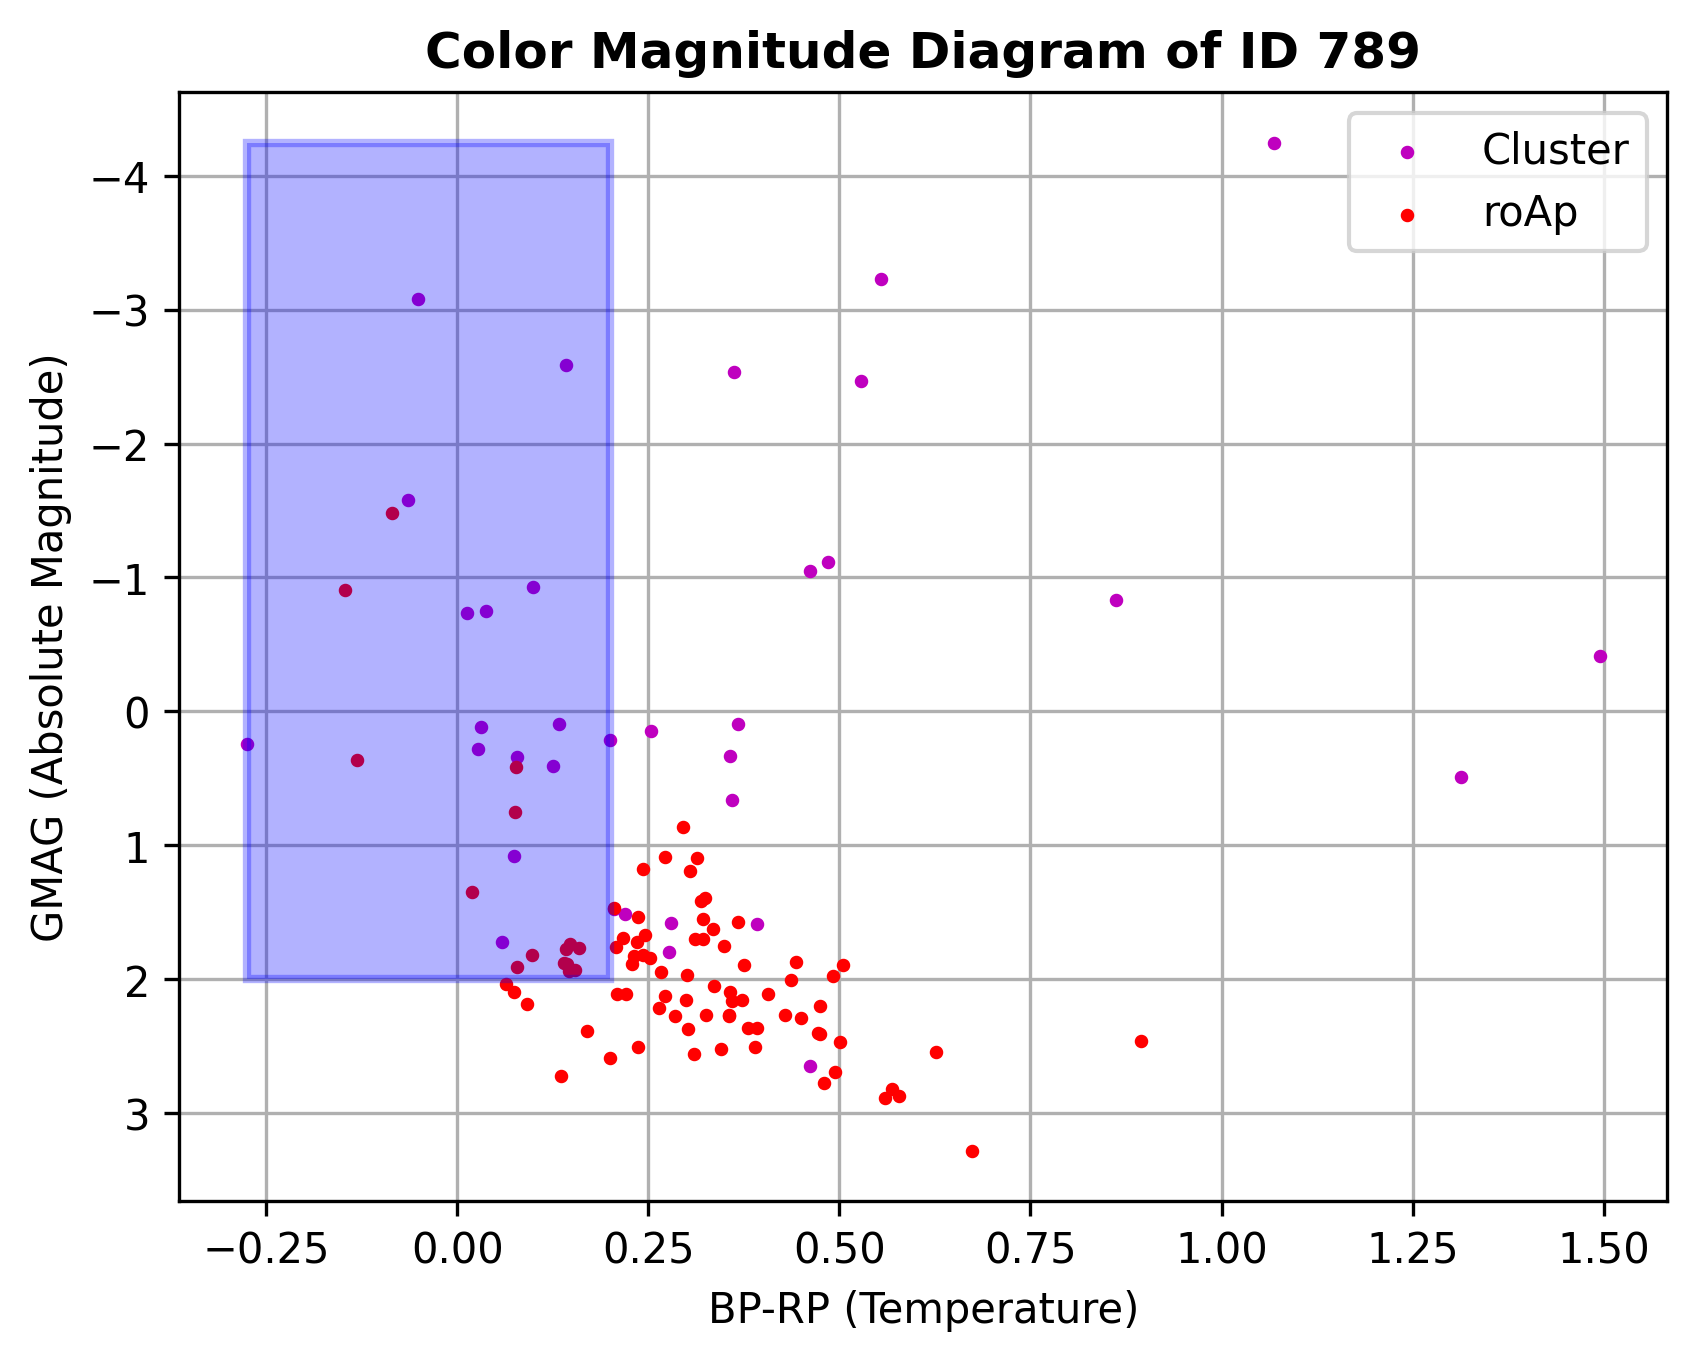 Color Magnitude Diagram of ID 789
Cluster
roAp
GMAG (Absolute Magnitude)
−4
−3
−2
−1
0
1
2
3
−0.25 0.00 0.25 0.50 0.75 1.00 1.25 1.50
BP-RP (Temperature)